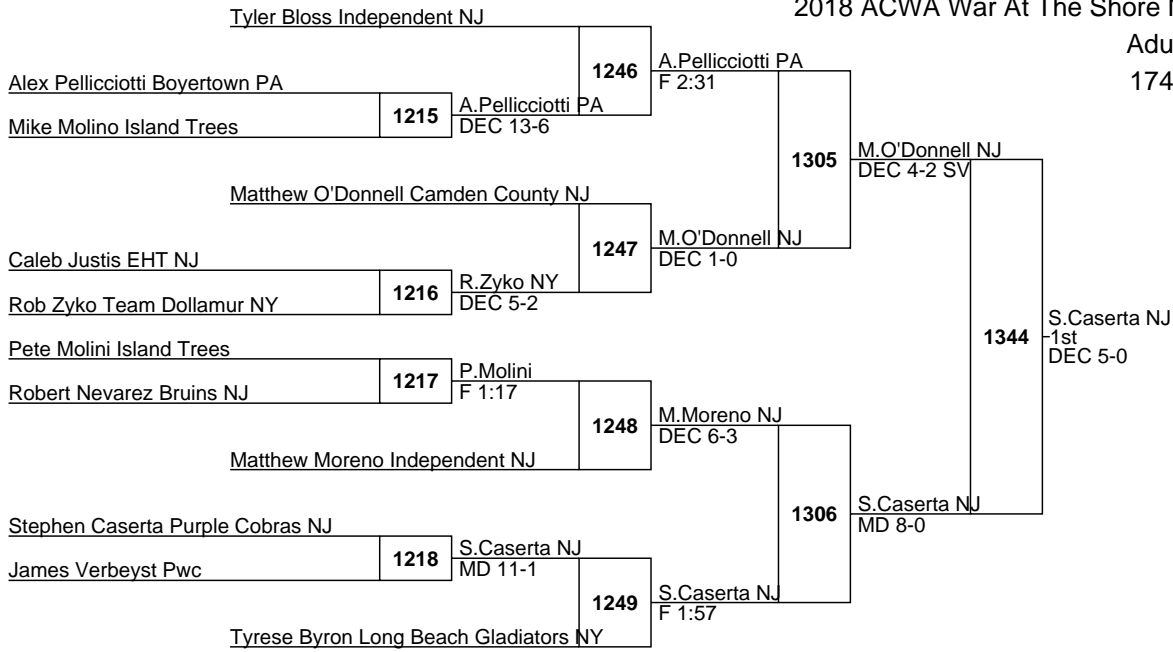 2018 ACWA War At The Shore
Adu
174
Tyler Bloss Independent NJ
1246
A.Pellicciotti PA
F 2:31
Alex Pellicciotti Boyertown PA
1215
A.Pellicciotti PA
DEC 13-6
Mike Molino Island Trees
1305
M.O'Donnell NJ
DEC 4-2 SV
Matthew O'Donnell Camden County NJ
1247
M.O'Donnell NJ
DEC 1-0
Caleb Justis EHT NJ
1216
R.Zyko NY
DEC 5-2
Rob Zyko Team Dollamur NY
1344
S.Caserta NJ
1st
DEC 5-0
Pete Molini Island Trees
1217
P.Molini
F 1:17
Robert Nevarez Bruins NJ
1248
M.Moreno NJ
DEC 6-3
Matthew Moreno Independent NJ
1306
S.Caserta NJ
MD 8-0
Stephen Caserta Purple Cobras NJ
1218
S.Caserta NJ
MD 11-1
James Verbeyst Pwc
1249
S.Caserta NJ
F 1:57
Tyrese Byron Long Beach Gladiators NY